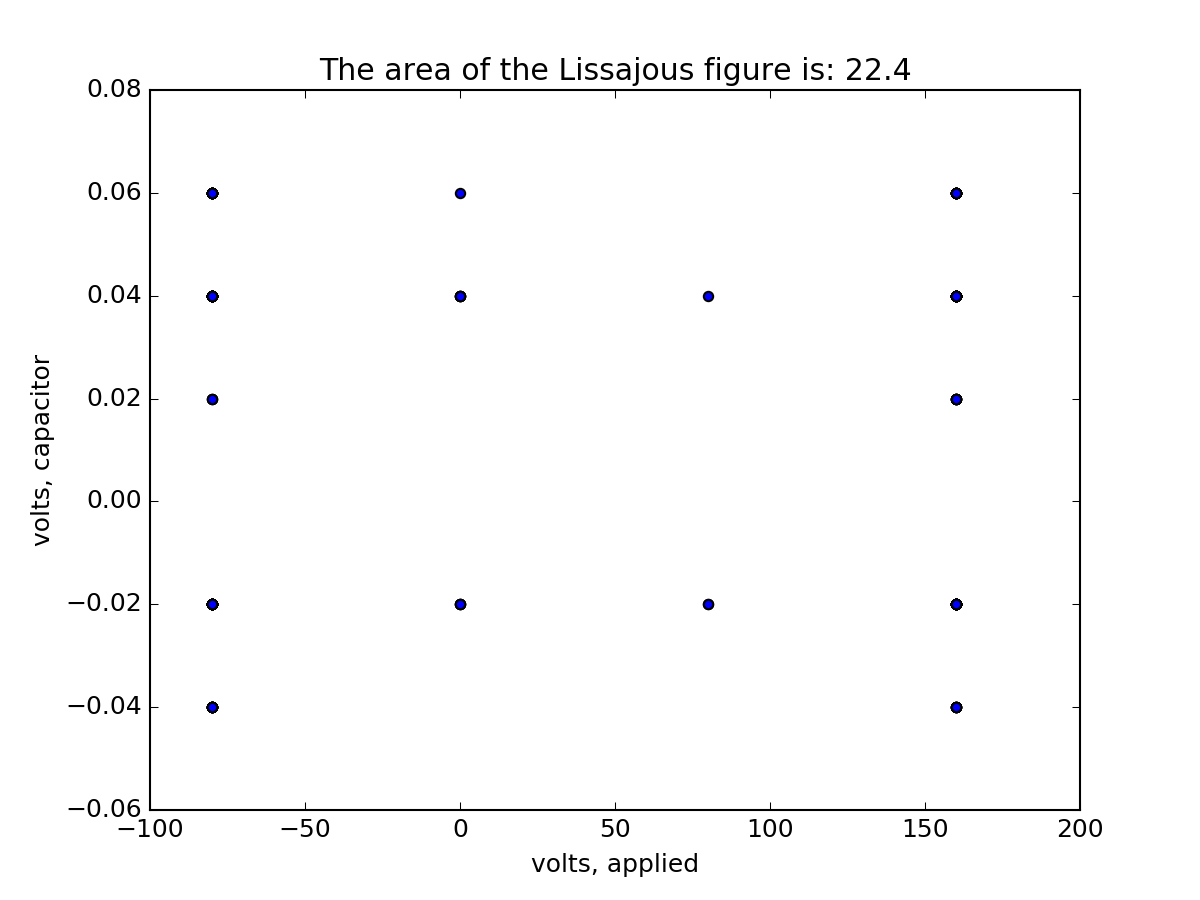 The area of the Lissajous figure is: 22.4
0.08
0.06
0.04
0.02
0.00
−0.02
−0.04
−0.06
volts, capacitor
−100 −50 0 50 100 150 200
volts, applied